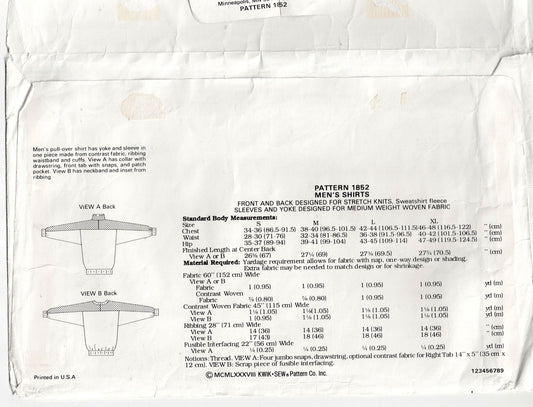 Minneapolis, MN
PATTERN 1852
Men's pull-over shirt has yoke and sleeve in
one piece made from contrast fabric, ribbing
waistband and cuffs. View A has collar with
drawstring, front tab with snaps, and patch
pocket. View B has neckband and inset from
ribbing
PATTERN 1852
MEN'S SHIRTS
FRONT AND BACK DESIGNED FOR STRETCH KNITS, Sweatshirt fleece
SLEEVES AND YOKE DESIGNED FOR MEDIUM WEIGHT WOVEN FABRIC
VIEW A Back
Standard Body Measurements:
Size S M L XL
Chest 34-36 (86.5-91.5) 38-40 (96.5-101.5) 42-44 (106.5-111.5) 46-48 (116.5-122) " (cm)
Waist 28-30 (71-76) 32-34 (81-86.5) 36-38 (91.5-96.5) 40-42 (101.5-106.5) " (cm)
Hip 35-37 (89-94) 39-41 (99-104) 43-45 (109-114) 47-49 (119.5-124.5) " (cm)
Finished Length at Center Back
View A or B 26⅜ (67) 27¼ (69) 27⅜ (69.5) 27¾ (70.5) " (cm)
Material Required: Yardage requirement allows for fabric with nap, one-way design or shading.
Extra fabric may be needed to match design or for shrinkage.
Fabric 60" (152 cm) Wide
View A or B
Fabric 1 (0.95) 1 (0.95) 1 (0.95) 1 (0.95) yd (m)
VIEW B Back
Contrast Woven
Fabric ⅞ (0.80) ⅞ (0.80) 1 (0.95) 1 (0.95) yd (m)
Contrast Woven Fabric 45" (115 cm) Wide
View A 1⅛ (1.05) 1⅛ (1.05) 1⅛ (1.05) 1⅛ (1.05) yd (m)
View B 1 (0.95) 1 (0.95) 1⅛ (1.05) 1⅛ (1.05) yd (m)
Ribbing 28" (71 cm) Wide
View A 14 (36) 14 (36) 14 (36) 14 (36) " (cm)
View B 17 (43) 18 (46) 18 (46) 18 (46) " (cm)
Fusible Interfacing 22" (56 cm) Wide
View A ¼ (0.25) ¼ (0.25) ¼ (0.25) ¼ (0.25) yd (m)
Notions: Thread. VIEW A: Four jumbo snaps, drawstring, optional contrast fabric for Right Tab 14" x 5" (35 cm x
12 cm). VIEW B: Scrap piece of fusible interfacing.
Printed in U.S.A
©MCMLXXXVIII KWIK•SEW® Pattern Co. Inc.
123456789